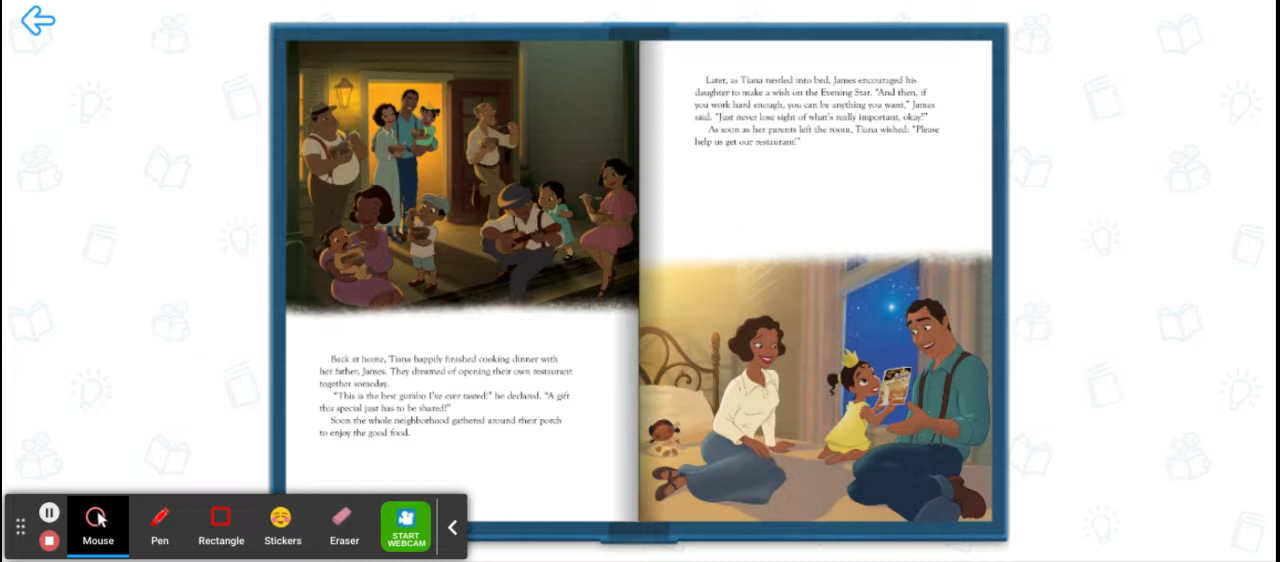 Back at home, Tiana happily finished cooking dinner with
her father, James. They dreamed of opening their own restaurant
together someday.
"This is the best gumbo I've ever tasted!" he declared. "A gift
this special just has to be shared!"
Soon the whole neighborhood gathered around their porch
to enjoy the good food.
Later, as Tiana nestled into bed, James encouraged his
daughter to make a wish on the Evening Star. "And then, if
you work hard enough, you can be anything you want," James
said. "Just never lose sight of what's really important, okay?"
As soon as her parents left the room, Tiana wished: "Please
help us get our restaurant!"
Mouse
Pen
Rectangle
Stickers
Eraser
START
WEBCAM